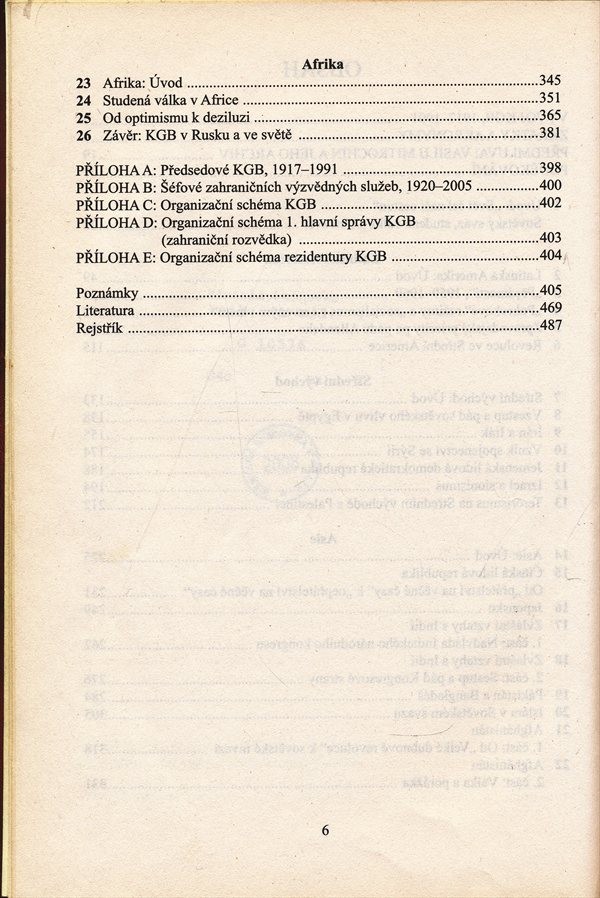 Afrika
23 Afrika: Úvod ........ 345
24 Studená válka v Africe ........ 351
25 Od optimismu k deziluzi ........ 365
26 Závěr: KGB v Rusku a ve světě ........ 381
PŘÍLOHA A: Předsedové KGB, 1917–1991 ........ 398
PŘÍLOHA B: Šéfové zahraničních výzvědných služeb, 1920–2005 ........ 400
PŘÍLOHA C: Organizační schéma KGB ........ 402
PŘÍLOHA D: Organizační schéma 1. hlavní správy KGB
(zahraniční rozvědka) ........ 403
PŘÍLOHA E: Organizační schéma rezidentury KGB ........ 404
Poznámky ........ 405
Literatura ........ 469
Rejstřík ........ 487
6